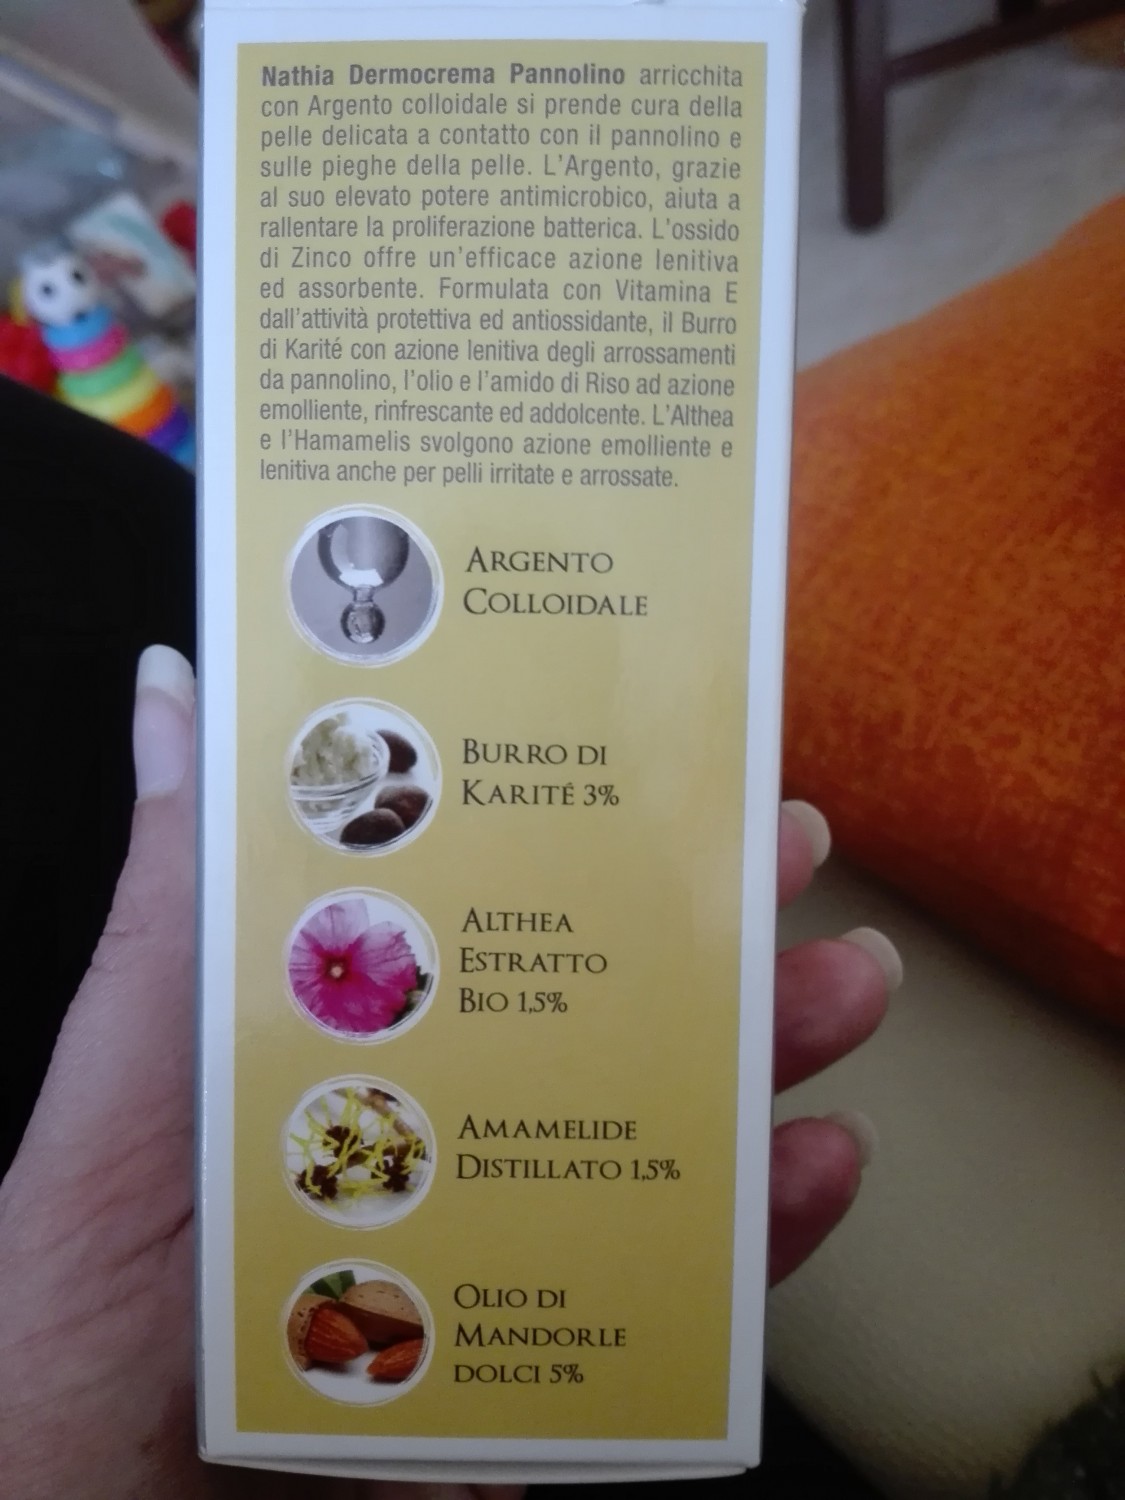 Nathia Dermocrema Pannolino arricchita
con Argento colloidale si prende cura della
pelle delicata a contatto con il pannolino e
sulle pieghe della pelle. L'Argento, grazie
al suo elevato potere antimicrobico, aiuta a
rallentare la proliferazione batterica. L'ossido
di Zinco offre un'efficace azione lenitiva
ed assorbente. Formulata con Vitamina E
dall'attività protettiva ed antiossidante, il Burro
di Karité con azione lenitiva degli arrossamenti
da pannolino, l'olio e l'amido di Riso ad azione
emolliente, rinfrescante ed addolcente. L'Althea
e l'Hamamelis svolgono azione emolliente e
lenitiva anche per pelli irritate e arrossate.
ARGENTO
COLLOIDALE
BURRO DI
KARITÉ 3%
ALTHEA
ESTRATTO
BIO 1,5%
AMAMELIDE
DISTILLATO 1,5%
OLIO DI
MANDORLE
DOLCI 5%